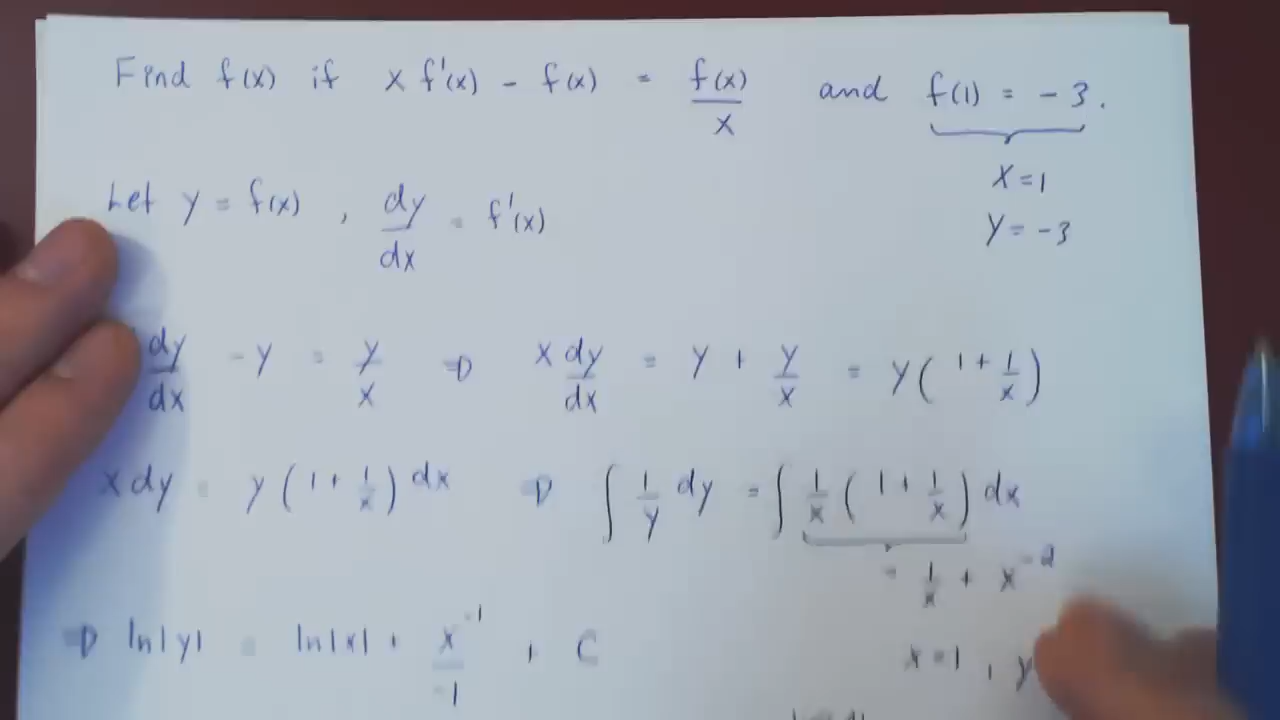 Find f(x) if x f'(x) - f(x) = f(x)/x and f(1) = -3.
x=1
Let y = f(x), dy/dx = f'(x)
y = -3
dy/dx - y = y/x ⇒ x dy/dx = y + y/x = y(1 + 1/x)
x dy = y(1 + 1/x) dx ⇒ ∫ 1/y dy = ∫ 1/x (1 + 1/x) dx
= 1/x + x^-2
⇒ ln|y| = ln|x| + x^-1/-1 + C
x=1, y